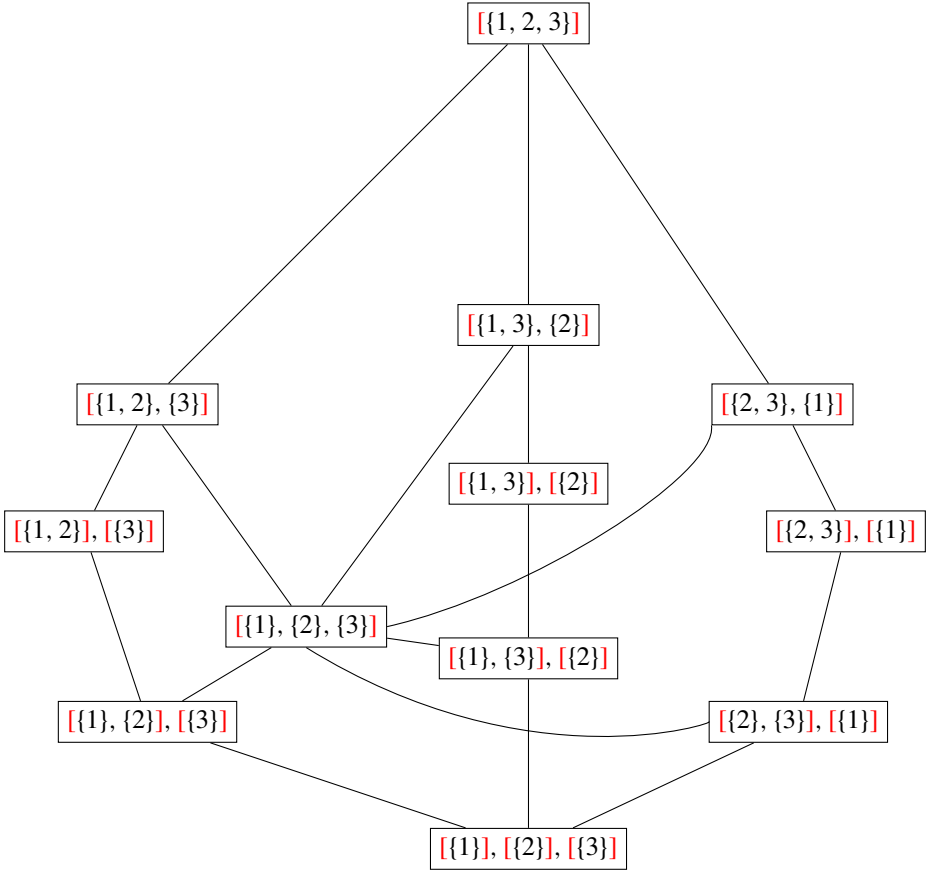 [{1, 2, 3}]
[{1, 3}, {2}]
[{1, 2}, {3}]
[{2, 3}, {1}]
[{1, 3}], [{2}]
[{1, 2}], [{3}]
[{2, 3}], [{1}]
[{1}, {2}, {3}]
[{1}, {3}], [{2}]
[{1}, {2}], [{3}]
[{2}, {3}], [{1}]
[{1}], [{2}], [{3}]